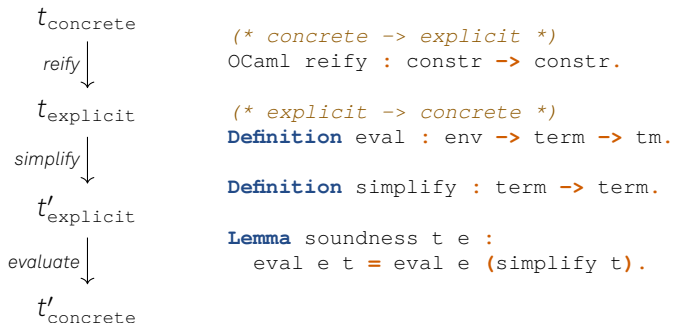 t_concrete
reify
t_explicit
simplify
t′_explicit
evaluate
t′_concrete
(* concrete -> explicit *)
OCaml reify : constr -> constr.
(* explicit -> concrete *)
Definition eval : env -> term -> tm.
Definition simplify : term -> term.
Lemma soundness t e :
eval e t = eval e (simplify t).